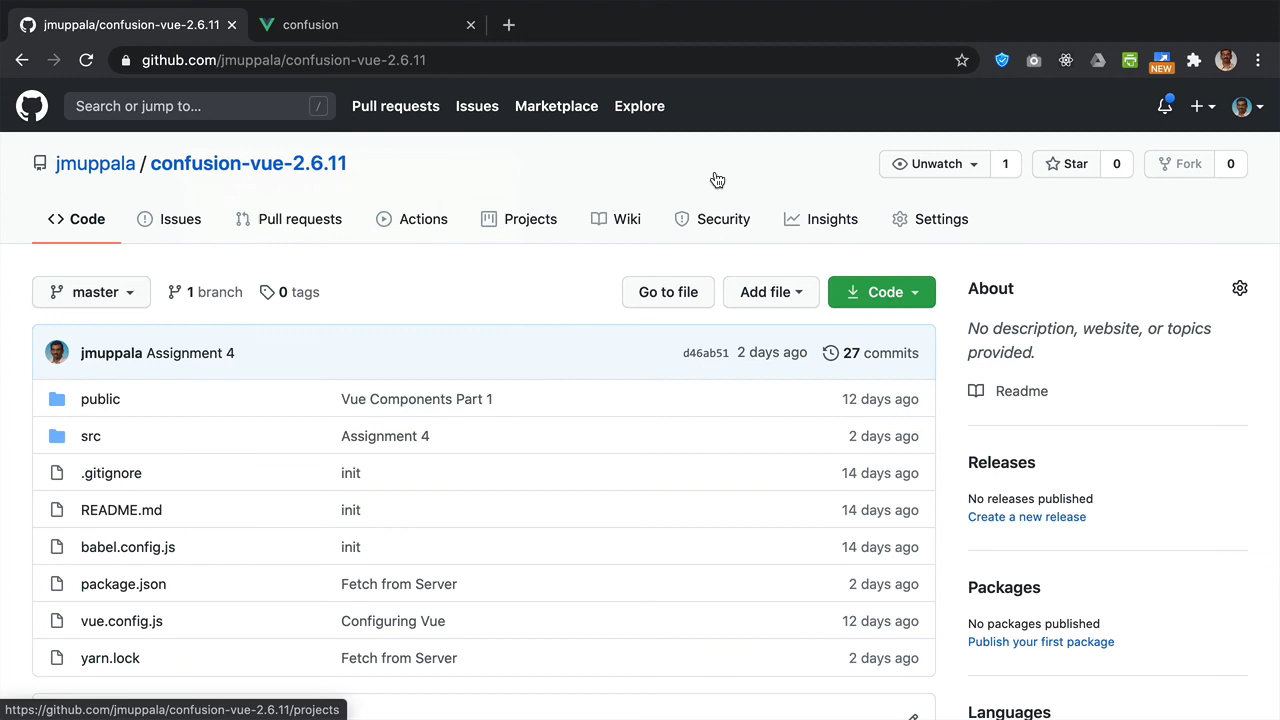 jmuppala/confusion-vue-2.6.11
confusion
github.com/jmuppala/confusion-vue-2.6.11
NEW
Search or jump to... /
Pull requests Issues Marketplace Explore
jmuppala / confusion-vue-2.6.11
Unwatch 1 Star 0 Fork 0
Code Issues Pull requests Actions Projects Wiki Security Insights Settings
master 1 branch 0 tags Go to file Add file Code
About
No description, website, or topics
provided.
Readme
jmuppala Assignment 4 d46ab51 2 days ago 27 commits
public Vue Components Part 1 12 days ago
src Assignment 4 2 days ago
.gitignore init 14 days ago
README.md init 14 days ago
babel.config.js init 14 days ago
package.json Fetch from Server 2 days ago
vue.config.js Configuring Vue 12 days ago
yarn.lock Fetch from Server 2 days ago
Releases
No releases published
Create a new release
Packages
No packages published
Publish your first package
Languages
https://github.com/jmuppala/confusion-vue-2.6.11/projects